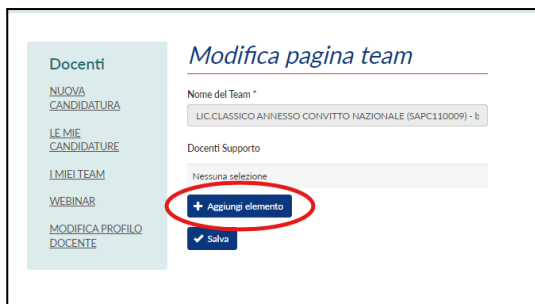 Docenti
NUOVA
CANDIDATURA
LE MIE
CANDIDATURE
I MIEI TEAM
WEBINAR
MODIFICA PROFILO
DOCENTE
Modifica pagina team
Nome del Team *
LIC.CLASSICO ANNESSO CONVITTO NAZIONALE (SAPC110009) - b
Docenti Supporto
Nessuna selezione
Aggiungi elemento
Salva